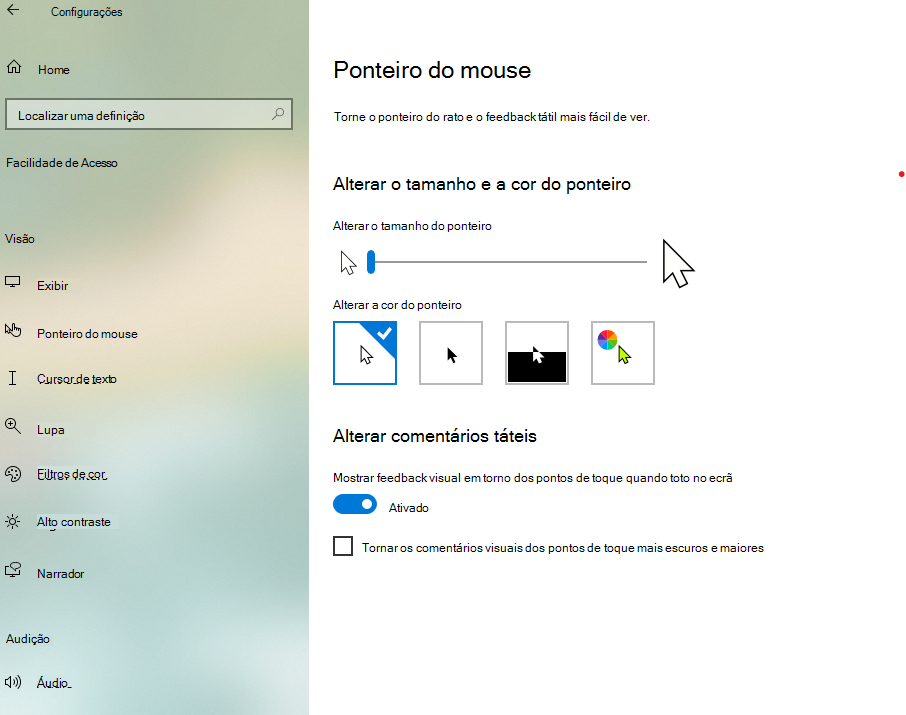 Configurações
Home
Localizar uma definição
Facilidade de Acesso
Visão
Exibir
Ponteiro do mouse
Cursor de texto
Lupa
Filtros de cor
Alto contraste
Narrador
Audição
Áudio
Ponteiro do mouse
Torne o ponteiro do rato e o feedback tátil mais fácil de ver.
Alterar o tamanho e a cor do ponteiro
Alterar o tamanho do ponteiro
Alterar a cor do ponteiro
Alterar comentários táteis
Mostrar feedback visual em torno dos pontos de toque quando toto no ecrã
Ativado
Tornar os comentários visuais dos pontos de toque mais escuros e maiores